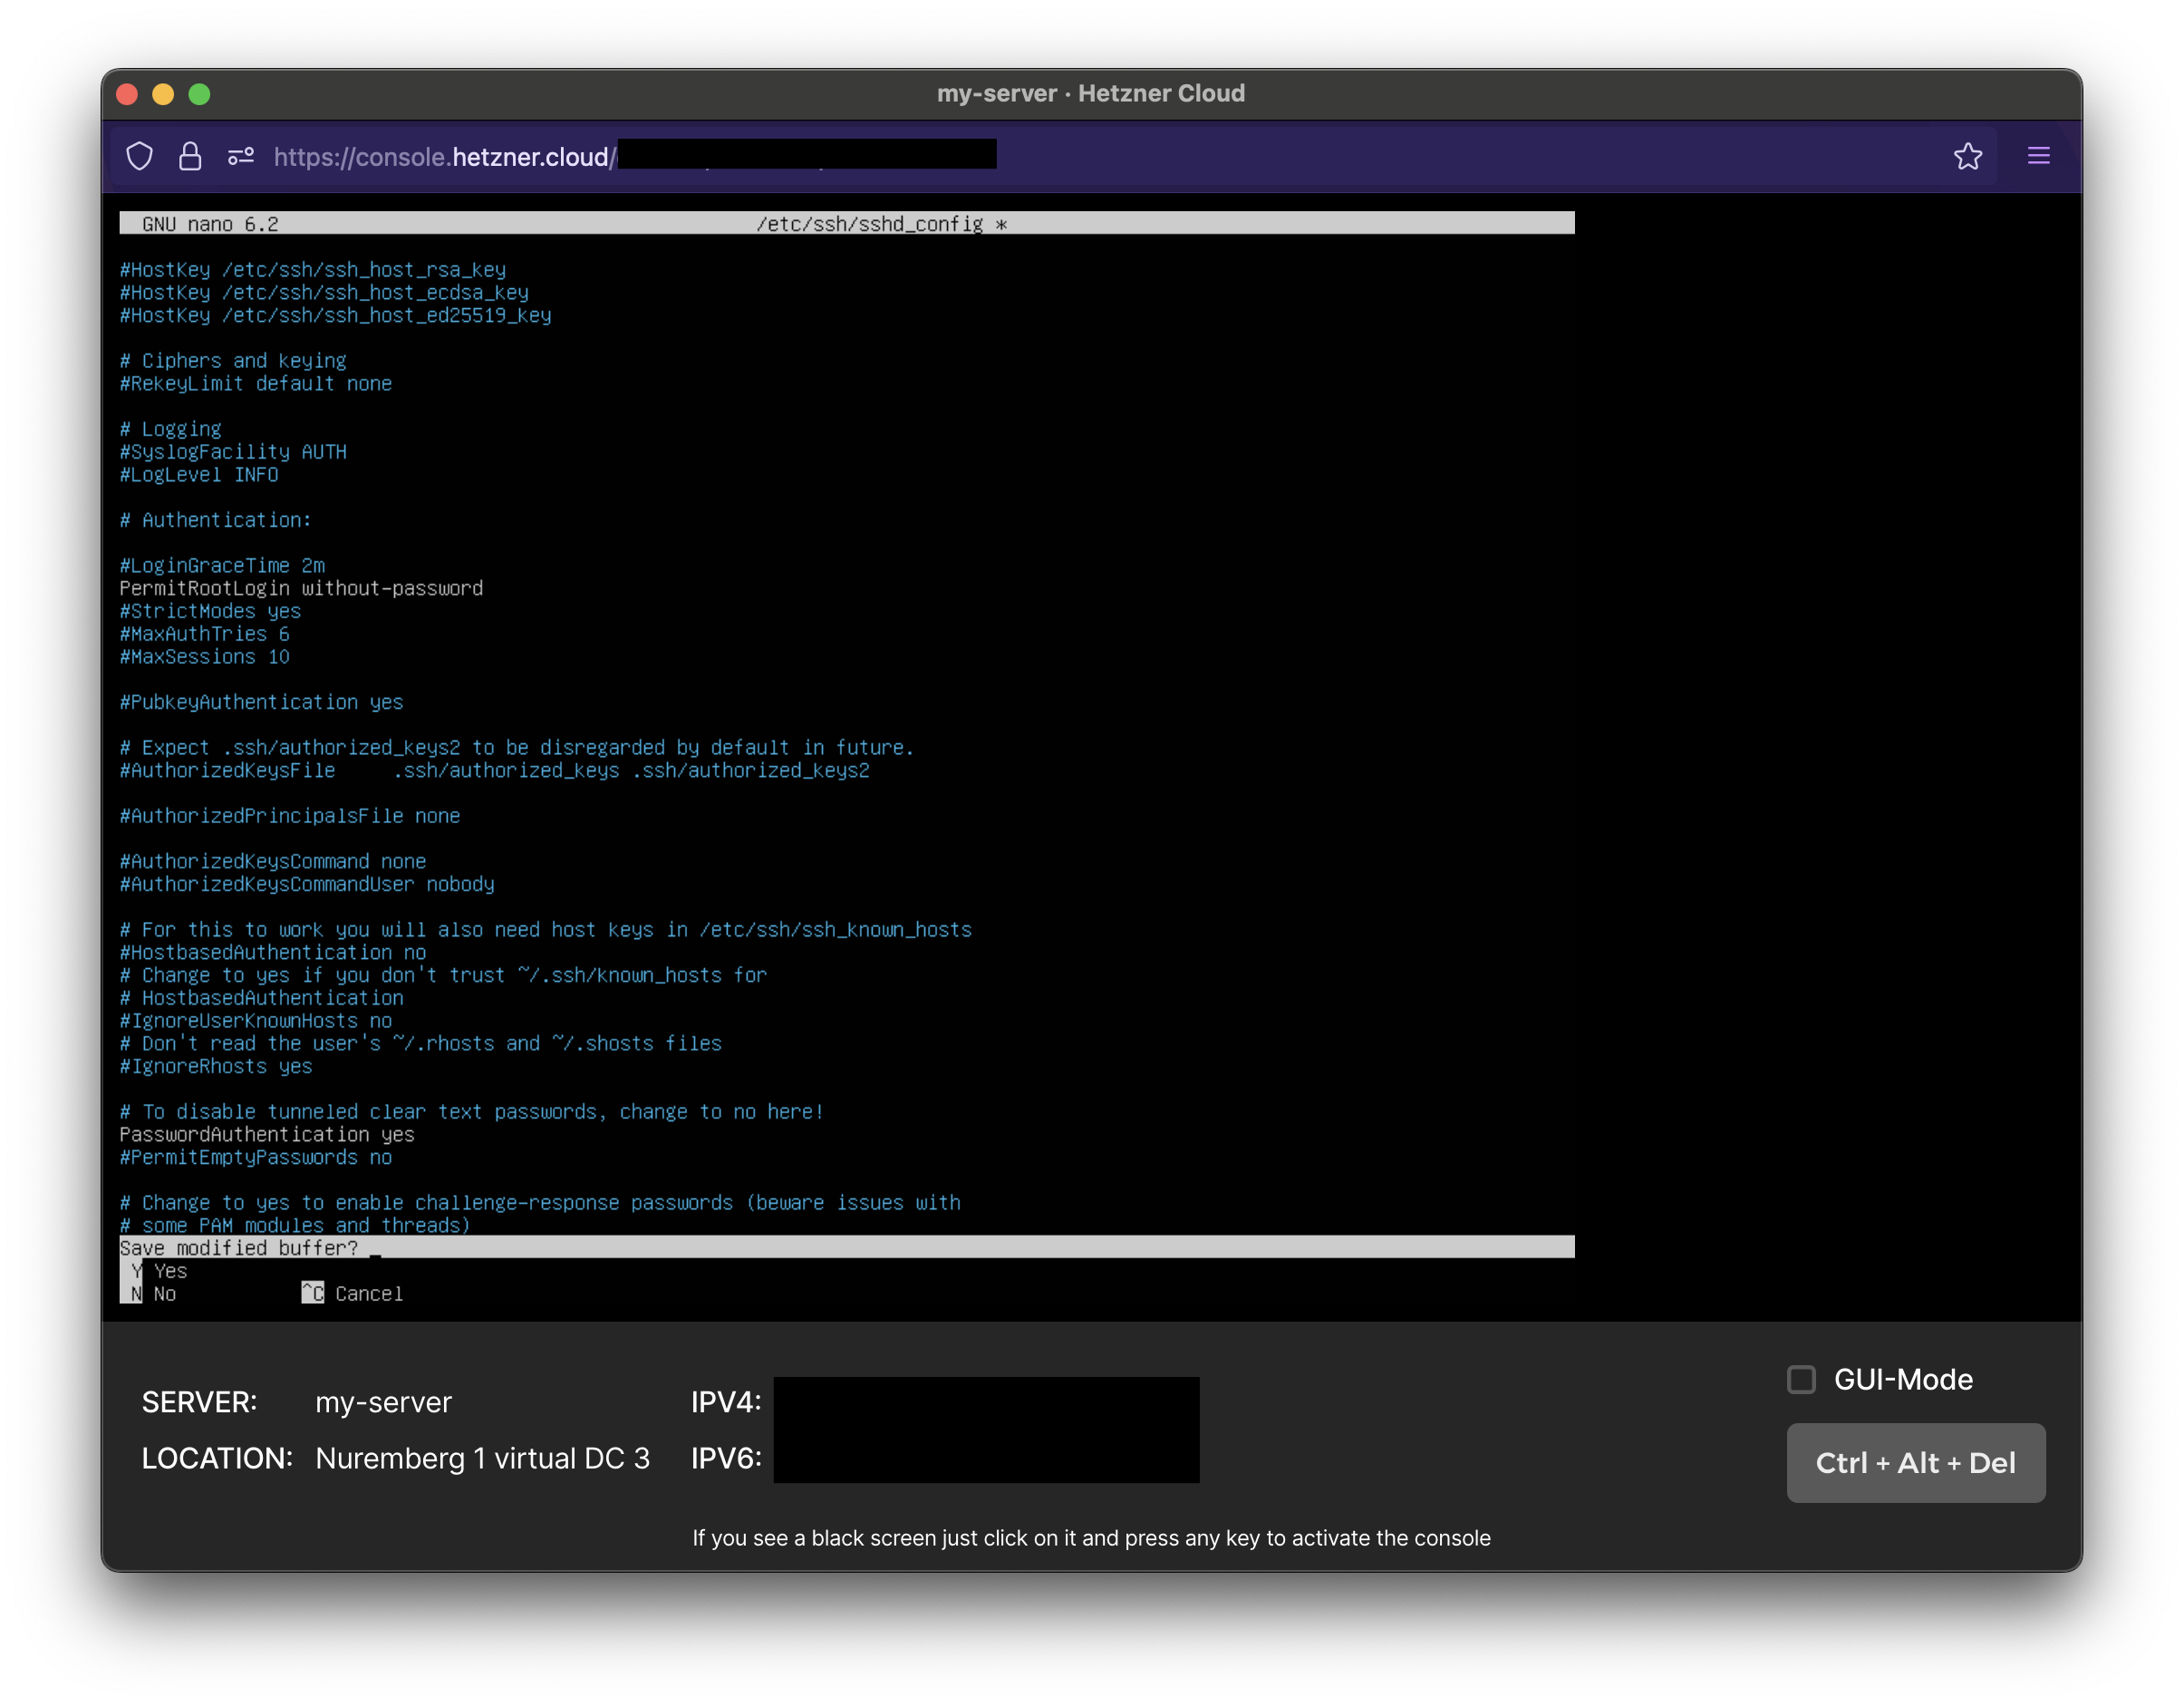 my-server · Hetzner Cloud
https://console.hetzner.cloud/
GNU nano 6.2 /etc/ssh/sshd_config *
#HostKey /etc/ssh/ssh_host_rsa_key
#HostKey /etc/ssh/ssh_host_ecdsa_key
#HostKey /etc/ssh/ssh_host_ed25519_key
# Ciphers and keying
#RekeyLimit default none
# Logging
#SyslogFacility AUTH
#LogLevel INFO
# Authentication:
#LoginGraceTime 2m
PermitRootLogin without-password
#StrictModes yes
#MaxAuthTries 6
#MaxSessions 10
#PubkeyAuthentication yes
# Expect .ssh/authorized_keys2 to be disregarded by default in future.
#AuthorizedKeysFile     .ssh/authorized_keys .ssh/authorized_keys2
#AuthorizedPrincipalsFile none
#AuthorizedKeysCommand none
#AuthorizedKeysCommandUser nobody
# For this to work you will also need host keys in /etc/ssh/ssh_known_hosts
#HostbasedAuthentication no
# Change to yes if you don't trust ~/.ssh/known_hosts for
# HostbasedAuthentication
#IgnoreUserKnownHosts no
# Don't read the user's ~/.rhosts and ~/.shosts files
#IgnoreRhosts yes
# To disable tunneled clear text passwords, change to no here!
PasswordAuthentication yes
#PermitEmptyPasswords no
# Change to yes to enable challenge-response passwords (beware issues with
# some PAM modules and threads)
Save modified buffer? _
Y Yes
N No ^C Cancel
SERVER: my-server IPV4:
LOCATION: Nuremberg 1 virtual DC 3 IPV6:
GUI-Mode
Ctrl + Alt + Del
If you see a black screen just click on it and press any key to activate the console